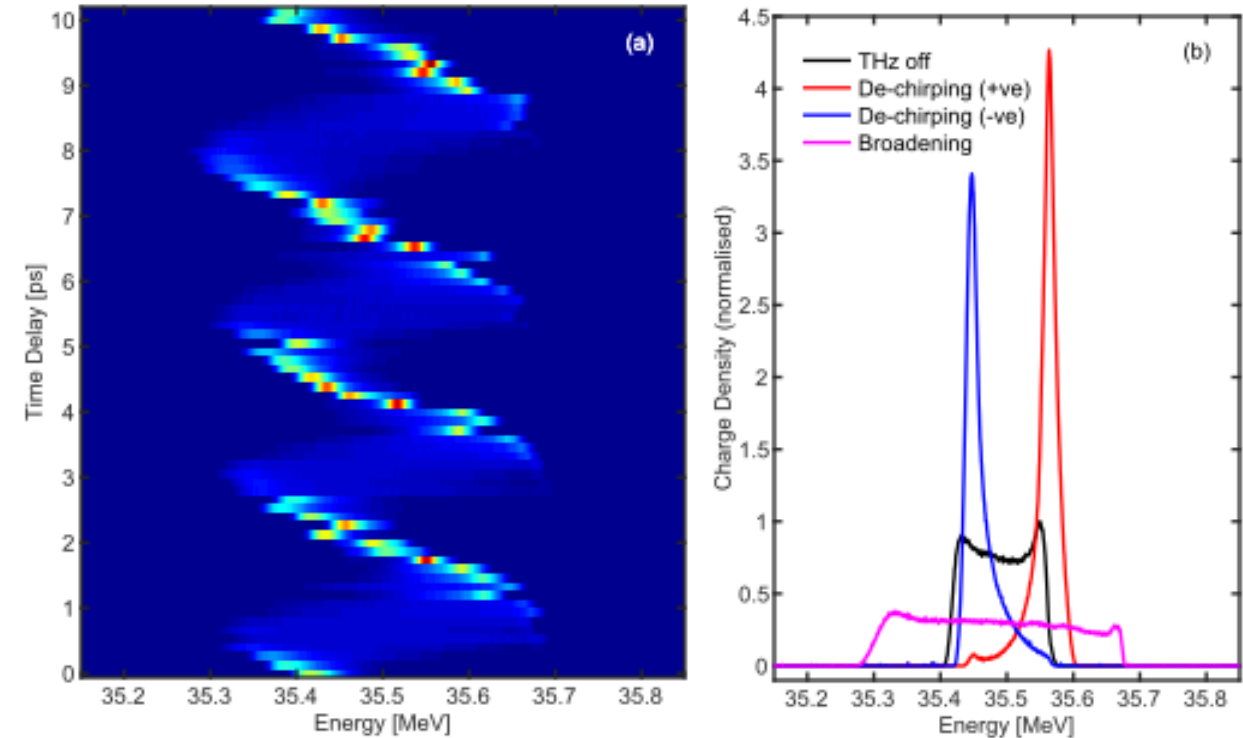 (a)
10
9
8
7
6
5
4
3
2
1
0
Time Delay [ps]
35.2 35.3 35.4 35.5 35.6 35.7 35.8
Energy [MeV]
(b)
THz off
De-chirping (+ve)
De-chirping (-ve)
Broadening
4.5
4
3.5
3
2.5
2
1.5
1
0.5
0
Charge Density (normalised)
35.2 35.3 35.4 35.5 35.6 35.7 35.8
Energy [MeV]